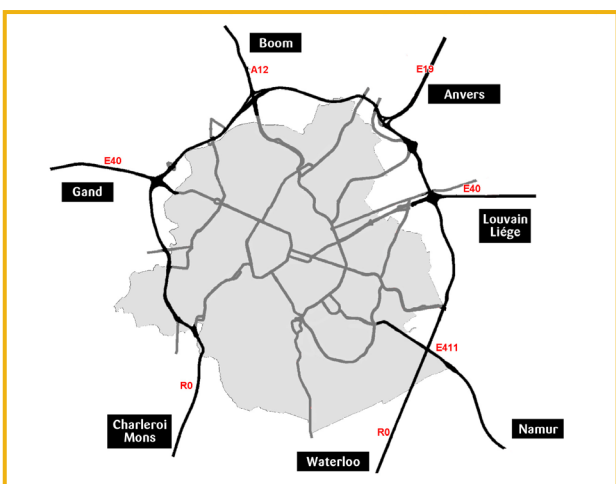 Boom
A12
E19
Anvers
E40
Gand
E40
Louvain
Liége
E411
R0
Charleroi
Mons
R0
Namur
Waterloo